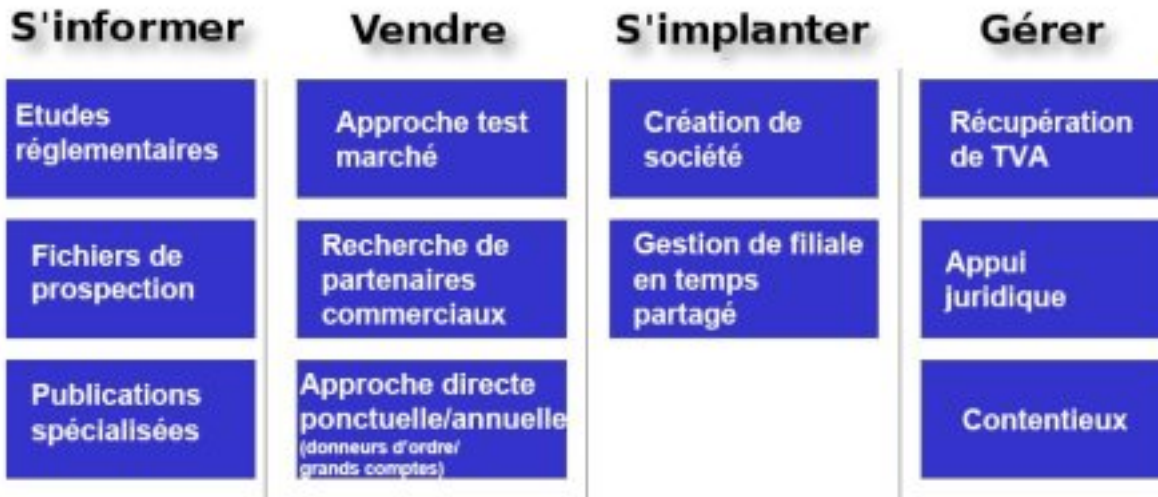 S'informer
Etudes
réglementaires
Fichiers de
prospection
Publications
spécialisées
Vendre
Approche test
marché
Recherche de
partenaires
commerciaux
Approche directe
ponctuelle/annuelle
(donneurs d'ordre/
grands comptes)
S'implanter
Création de
société
Gestion de filiale
en temps
partagé
Gérer
Récupération
de TVA
Appui
juridique
Contentieux